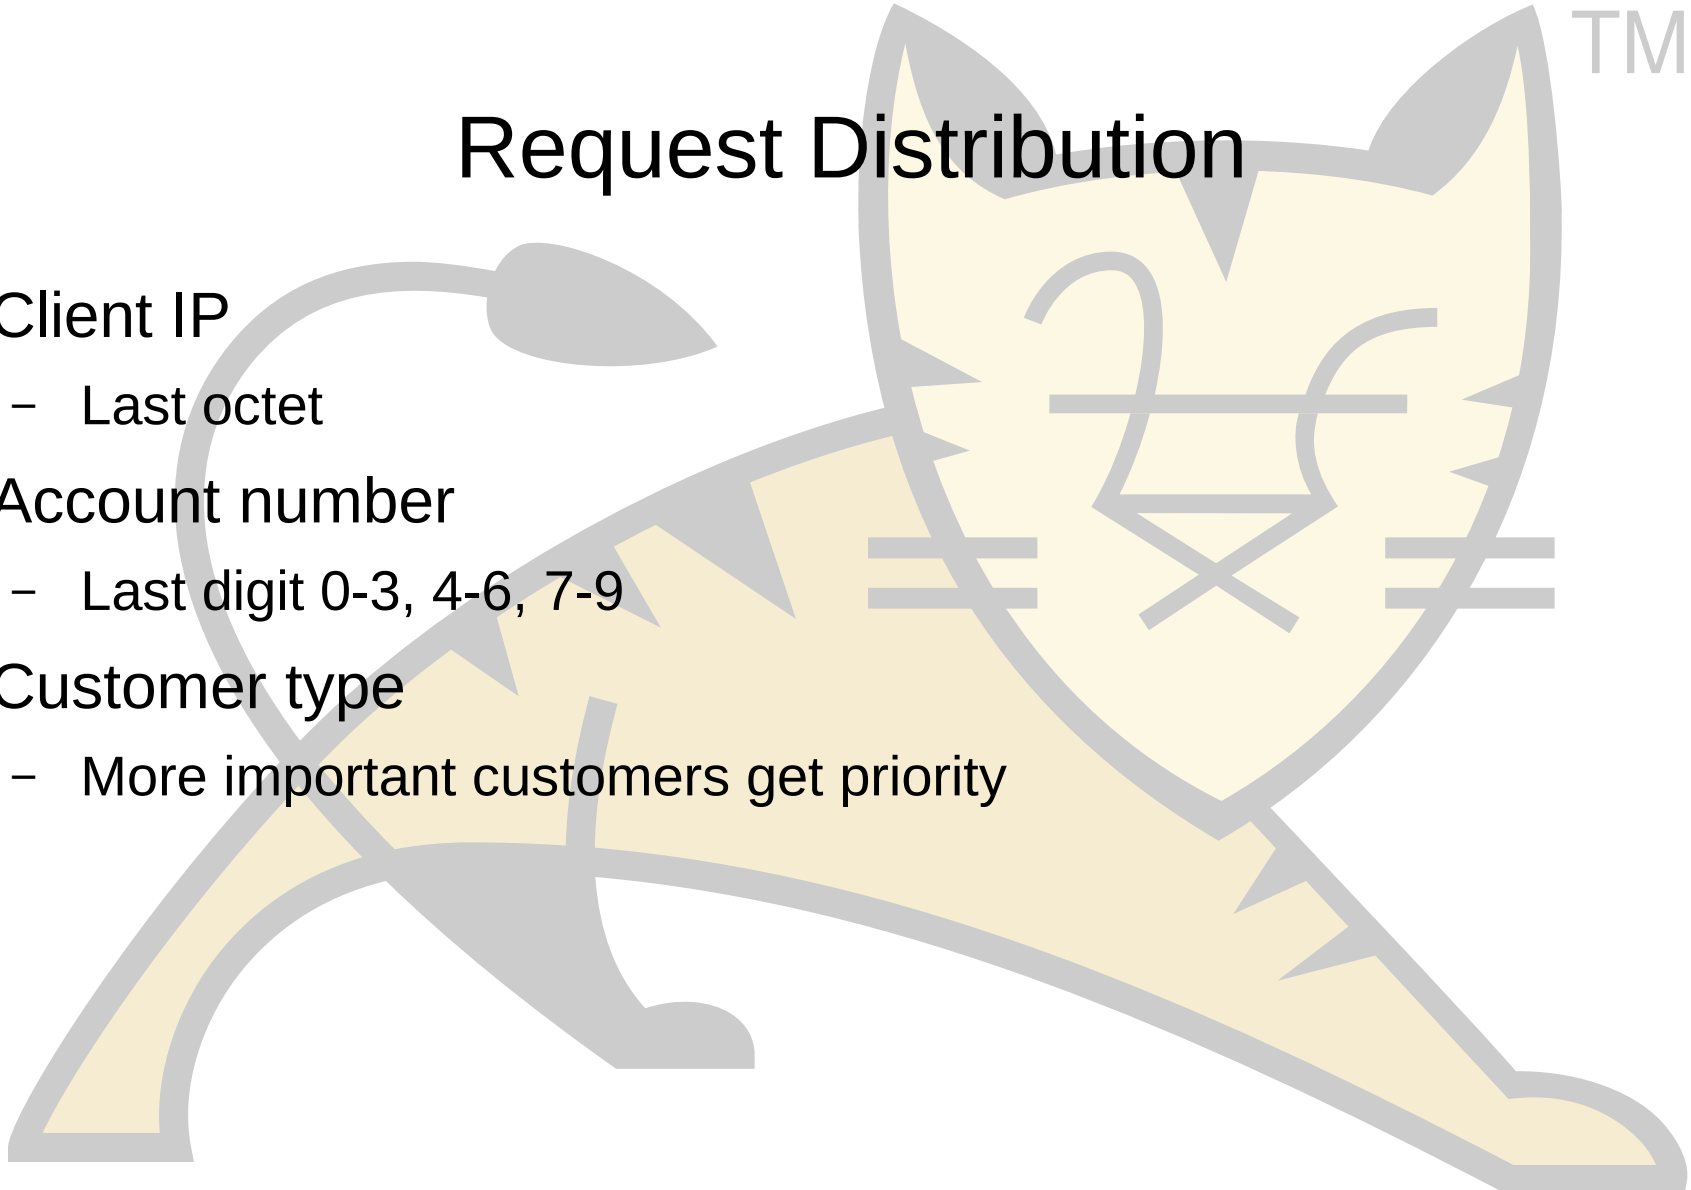 TM
Request Distribution
Client IP
– Last octet
Account number
– Last digit 0-3, 4-6, 7-9
Customer type
– More important customers get priority